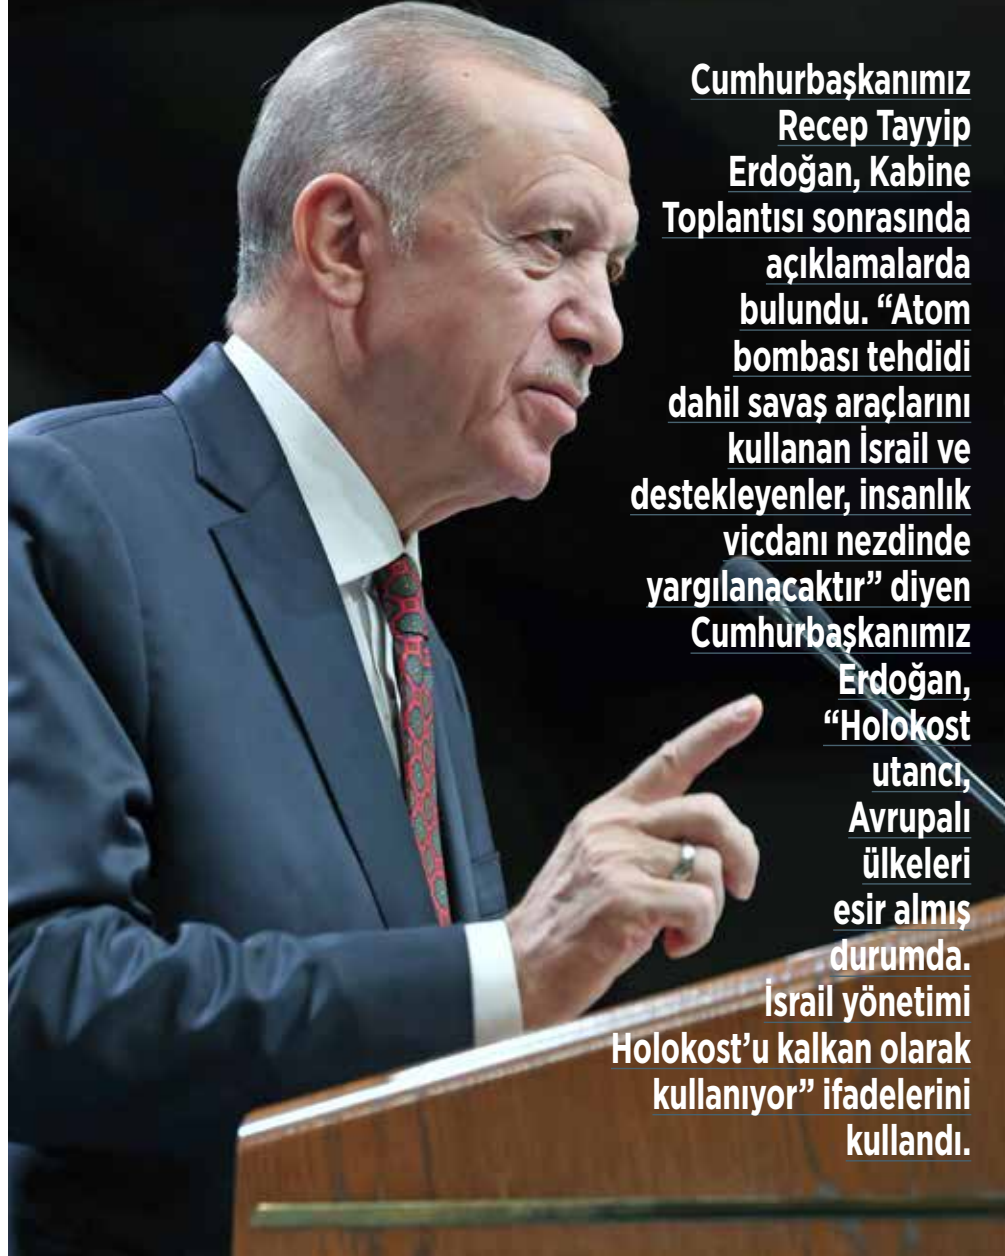 Cumhurbaşkanımız
Recep Tayyip
Erdoğan, Kabine
Toplantısı sonrasında
açıklamalarda
bulundu. “Atom
bombası tehdidi
dahil savaş araçlarını
kullanan İsrail ve
destekleyenler, insanlık
vicdanı nezdinde
yargılanacaktır” diyen
Cumhurbaşkanımız
Erdoğan,
“Holokost
utancı,
Avrupalı
ülkeleri
esir almış
durumda.
İsrail yönetimi
Holokost’u kalkan olarak
kullanıyor” ifadelerini
kullandı.